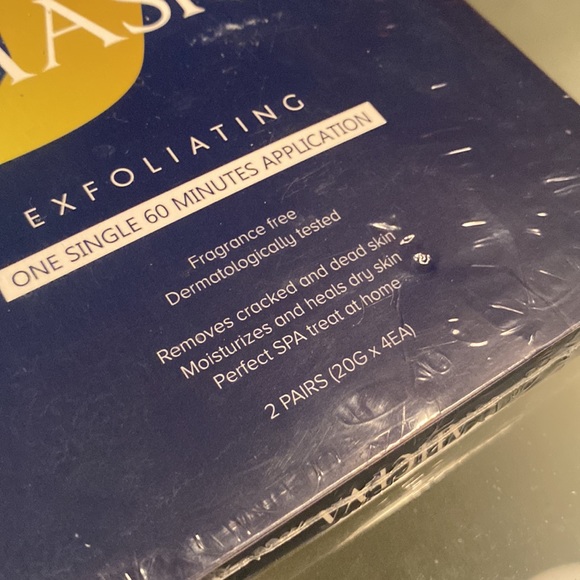 EXFOLIATING
ONE SINGLE 60 MINUTES APPLICATION
Fragrance free
Dermatologically tested
Removes cracked and dead skin
Moisturizes and heals dry skin
Perfect SPA treat at home
2 PAIRS (20G x 4EA)